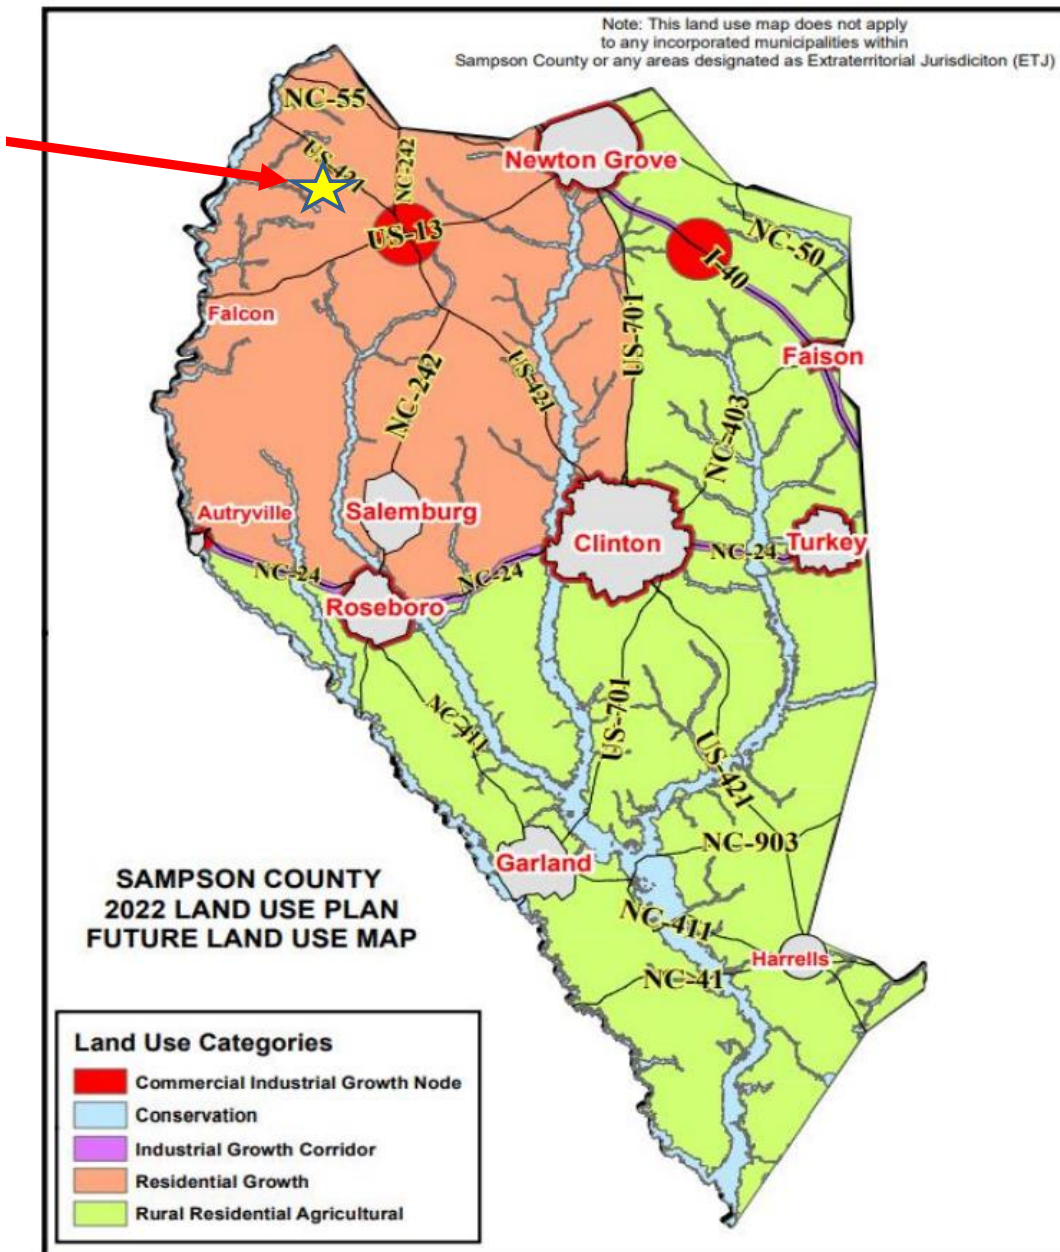 Note: This land use map does not apply
to any incorporated municipalities within
Sampson County or any areas designated as Extraterritorial Jurisdiciton (ETJ)
NC-55
US-421
NC-242
Newton Grove
US-13
NC-50
I-40
Falcon
US-701
Faison
NC-242
US-421
NC-403
Autryville
Salemburg
Clinton
NC-24
Turkey
NC-24
NC-24
Roseboro
NC-411
US-701
US-421
NC-903
Garland
NC-411
Harrells
NC-41
SAMPSON COUNTY
2022 LAND USE PLAN
FUTURE LAND USE MAP
Land Use Categories
Commercial Industrial Growth Node
Conservation
Industrial Growth Corridor
Residential Growth
Rural Residential Agricultural